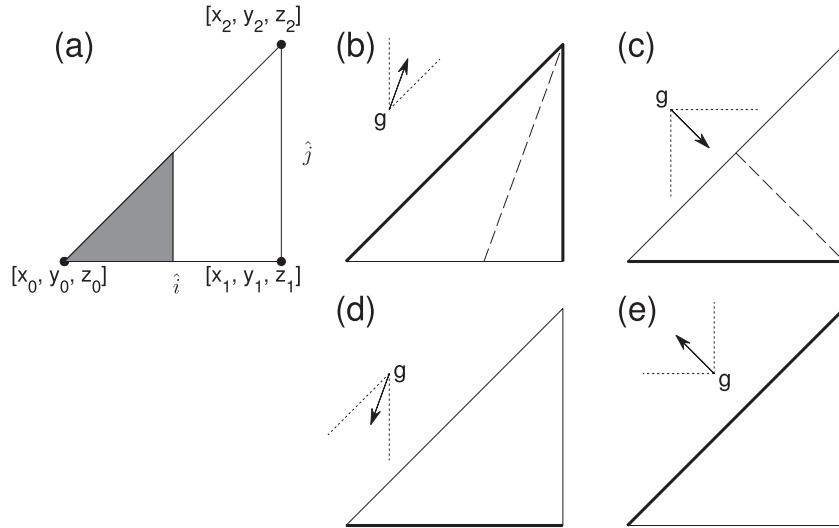 (a)
[x₂, y₂, z₂]
(b)
(c)
g
g
ĵ
[x₀, y₀, z₀]
î
[x₁, y₁, z₁]
(d)
(e)
g
g